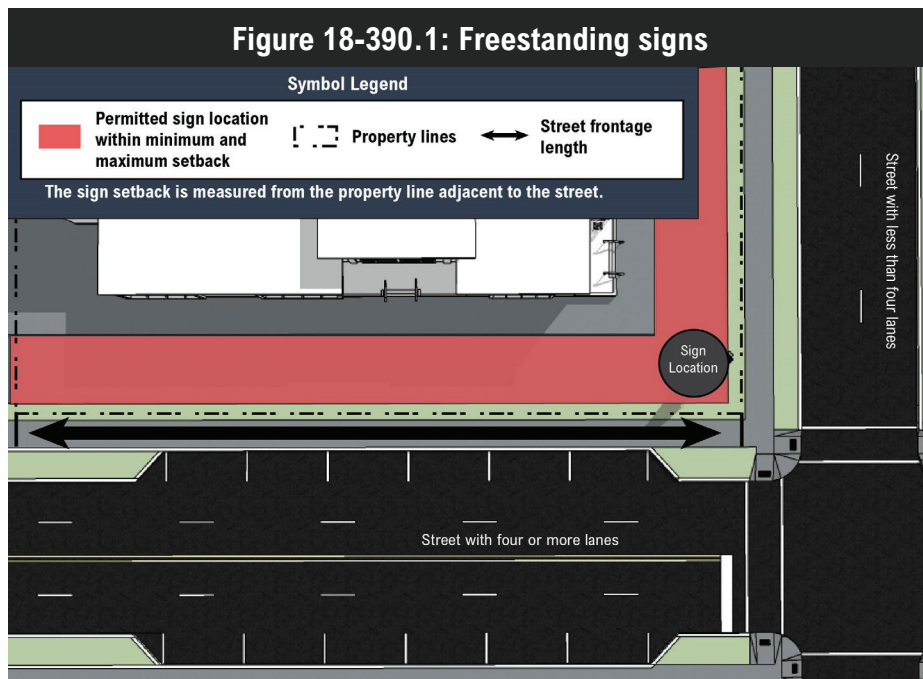 Figure 18-390.1: Freestanding signs
Symbol Legend
Permitted sign location
within minimum and
maximum setback
Property lines
Street frontage
length
The sign setback is measured from the property line adjacent to the street.
Street with less than four lanes
Sign
Location
Street with four or more lanes